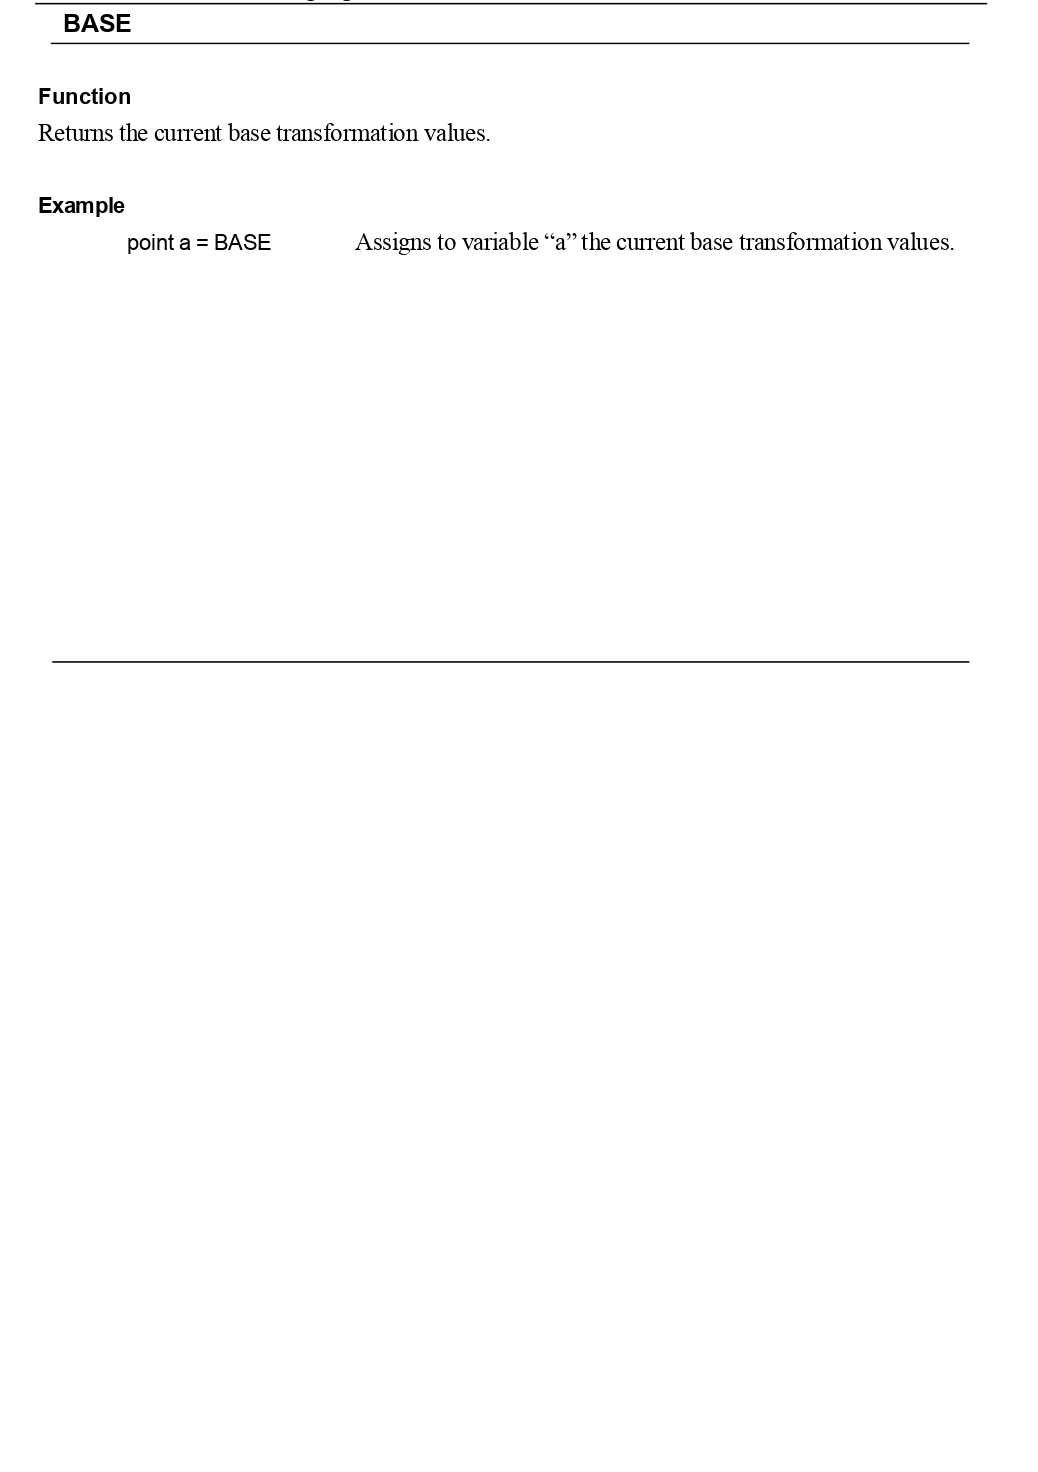 BASE
Function
Returns the current base transformation values.
Example
point a = BASE Assigns to variable “a” the current base transformation values.